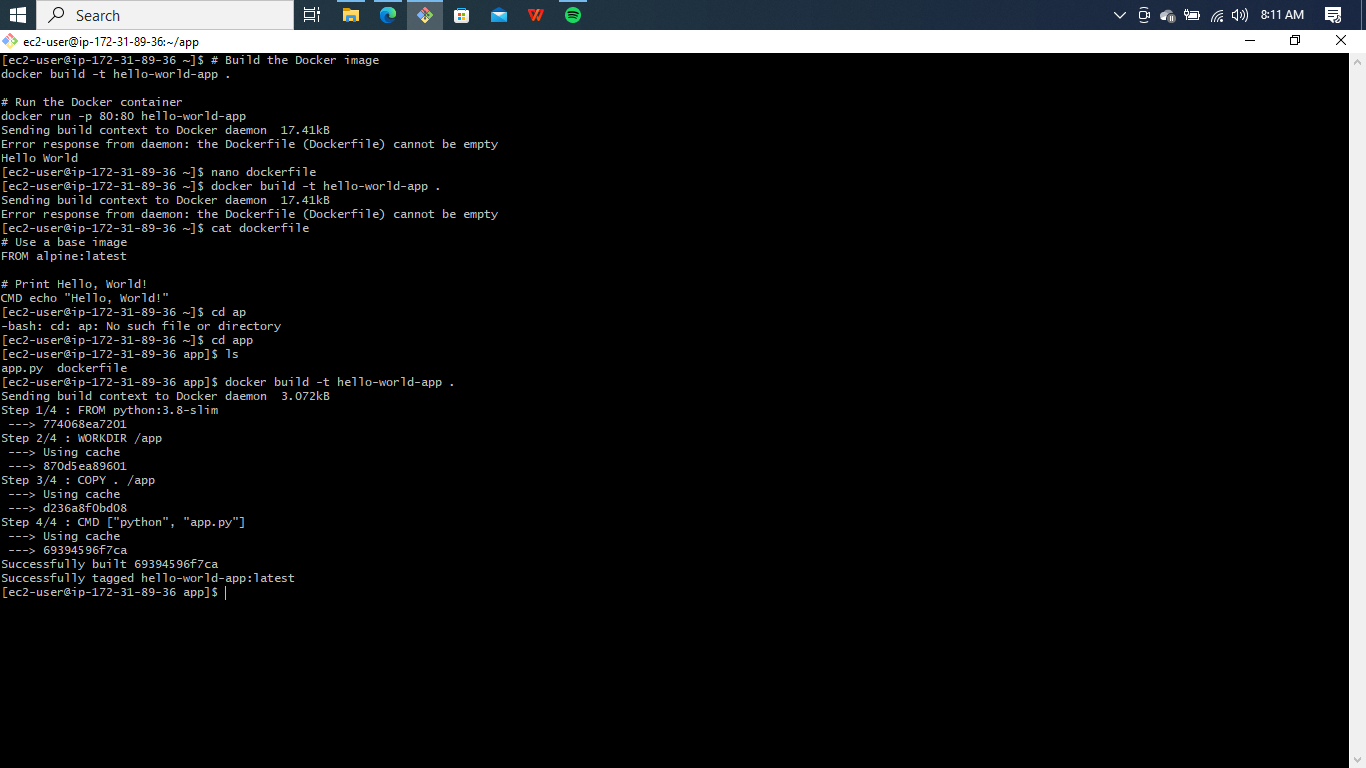 Search
8:11 AM
ec2-user@ip-172-31-89-36:~/app
[ec2-user@ip-172-31-89-36 ~]$ # Build the Docker image
docker build -t hello-world-app .
# Run the Docker container
docker run -p 80:80 hello-world-app
Sending build context to Docker daemon  17.41kB
Error response from daemon: the Dockerfile (Dockerfile) cannot be empty
Hello World
[ec2-user@ip-172-31-89-36 ~]$ nano dockerfile
[ec2-user@ip-172-31-89-36 ~]$ docker build -t hello-world-app .
Sending build context to Docker daemon  17.41kB
Error response from daemon: the Dockerfile (Dockerfile) cannot be empty
[ec2-user@ip-172-31-89-36 ~]$ cat dockerfile
# Use a base image
FROM alpine:latest
# Print Hello, World!
CMD echo "Hello, World!"
[ec2-user@ip-172-31-89-36 ~]$ cd ap
-bash: cd: ap: No such file or directory
[ec2-user@ip-172-31-89-36 ~]$ cd app
[ec2-user@ip-172-31-89-36 app]$ ls
app.py  dockerfile
[ec2-user@ip-172-31-89-36 app]$ docker build -t hello-world-app .
Sending build context to Docker daemon  3.072kB
Step 1/4 : FROM python:3.8-slim
 ---> 774068ea7201
Step 2/4 : WORKDIR /app
 ---> Using cache
 ---> 870d5ea89601
Step 3/4 : COPY . /app
 ---> Using cache
 ---> d236a8f0bd08
Step 4/4 : CMD ["python", "app.py"]
 ---> Using cache
 ---> 69394596f7ca
Successfully built 69394596f7ca
Successfully tagged hello-world-app:latest
[ec2-user@ip-172-31-89-36 app]$